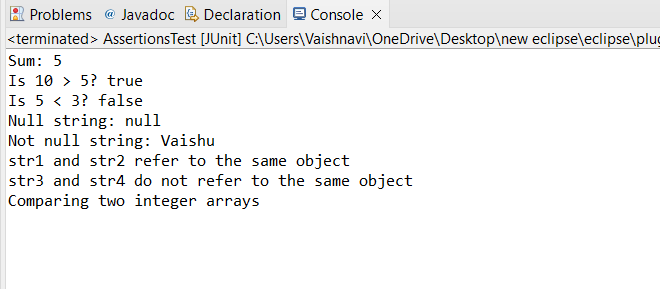 Problems @ Javadoc Declaration Console
<terminated> AssertionsTest [JUnit] C:\Users\Vaishnavi\OneDrive\Desktop\new eclipse\eclipse\plug
Sum: 5
Is 10 > 5? true
Is 5 < 3? false
Null string: null
Not null string: Vaishu
str1 and str2 refer to the same object
str3 and str4 do not refer to the same object
Comparing two integer arrays